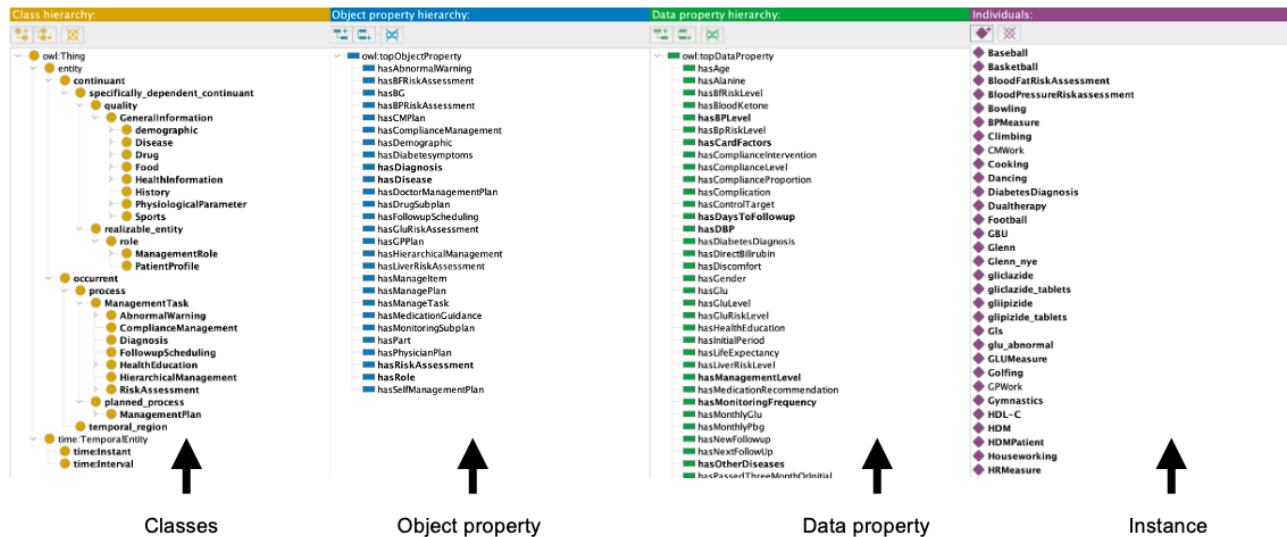 Class hierarchy:
owl:Thing
entity
continuant
specifically_dependent_continuant
quality
GeneralInformation
demographic
Disease
Drug
Food
HealthInformation
History
PhysiologicalParameter
Sports
realizable_entity
role
ManagementRole
PatientProfile
occurrent
process
ManagementTask
AbnormalWarning
ComplianceManagement
Diagnosis
FollowupScheduling
HealthEducation
HierarchicalManagement
RiskAssessment
planned_process
ManagementPlan
temporal_region
time:TemporalEntity
time:Instant
time:Interval
Classes
Object property hierarchy:
owl:topObjectProperty
hasAbnormalWarning
hasBFRiskAssessment
hasBG
hasBPRiskAssessment
hasCMPlan
hasComplianceManagement
hasDemographic
hasDiabetesymptoms
hasDiagnosis
hasDisease
hasDoctorManagementPlan
hasDrugSubplan
hasFollowupScheduling
hasGluRiskAssessment
hasGPPlan
hasHierarchicalManagement
hasLiverRiskAssessment
hasManageItem
hasManagePlan
hasManageTask
hasMedicationGuidance
hasMonitoringSubplan
hasPart
hasPhysicianPlan
hasRiskAssessment
hasRole
hasSelfManagementPlan
Object property
Data property hierarchy:
owl:topDataProperty
hasAge
hasAlanine
hasBfRiskLevel
hasBloodKetone
hasBPLevel
hasBpRiskLevel
hasCardFactors
hasComplianceIntervention
hasComplianceLevel
hasComplianceProportion
hasComplication
hasControlTarget
hasDaysToFollowup
hasDBP
hasDiabetesDiagnosis
hasDirectBilirubin
hasDiscomfort
hasGender
hasGlu
hasGluLevel
hasGluRiskLevel
hasHealthEducation
hasInitialPeriod
hasLifeExpectancy
hasLiverRiskLevel
hasManagementLevel
hasMedicationRecommendation
hasMonitoringFrequency
hasMonthlyGlu
hasMonthlyPbg
hasNewFollowup
hasNextFollowUp
hasOtherDiseases
hasPassedThreeMonthOrInitial
Data property
Individuals:
Baseball
Basketball
BloodFatRiskAssessment
BloodPressureRiskassessment
Bowling
BPMeasure
Climbing
CMWork
Cooking
Dancing
DiabetesDiagnosis
Dualtherapy
Football
GBU
Glenn
Glenn_nye
gliclazide
gliclazide_tablets
gliipizide
glipizide_tablets
Gls
glu_abnormal
GLUMeasure
Golfing
GPWork
Gymnastics
HDL-C
HDM
HDMPatient
Houseworking
HRMeasure
Instance